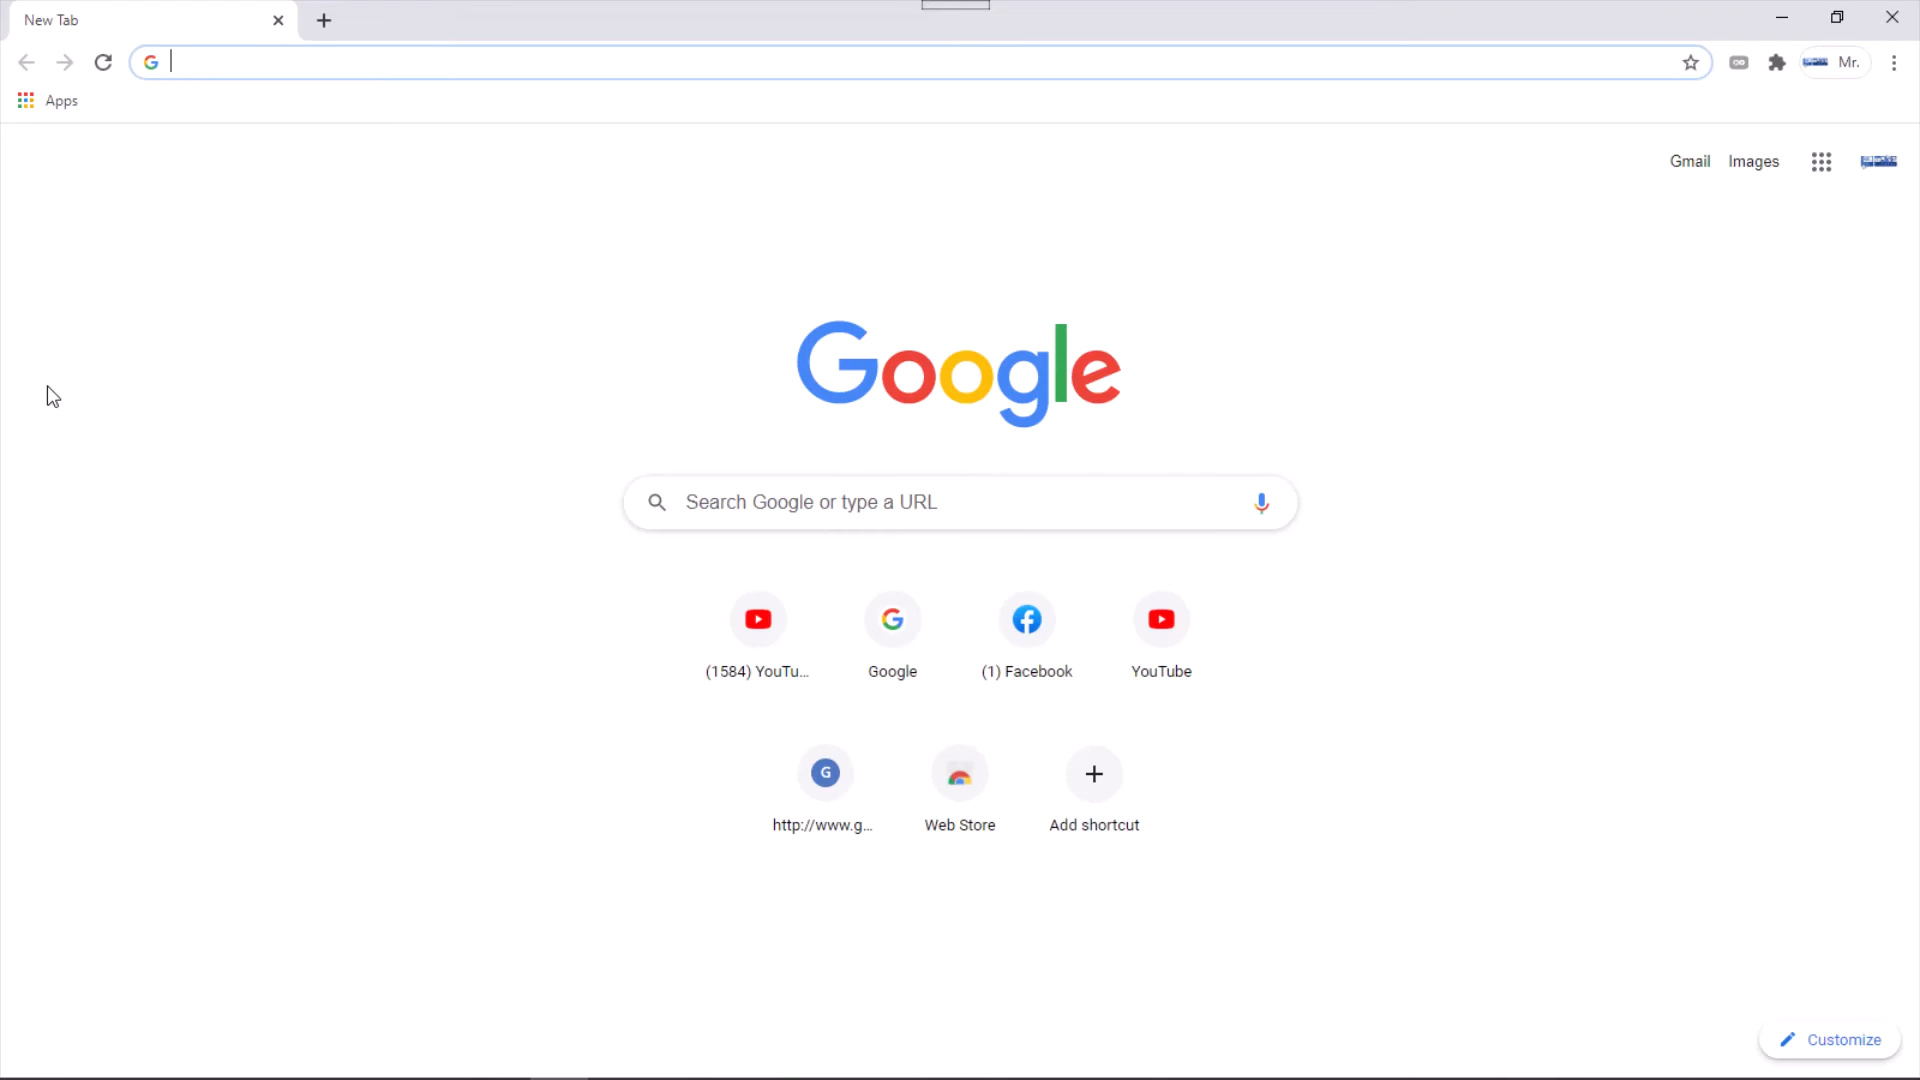 New Tab
Mr.
Apps
Gmail Images
Google
Search Google or type a URL
(1584) YouTu... Google (1) Facebook YouTube
G
http://www.g... Web Store Add shortcut
Customize